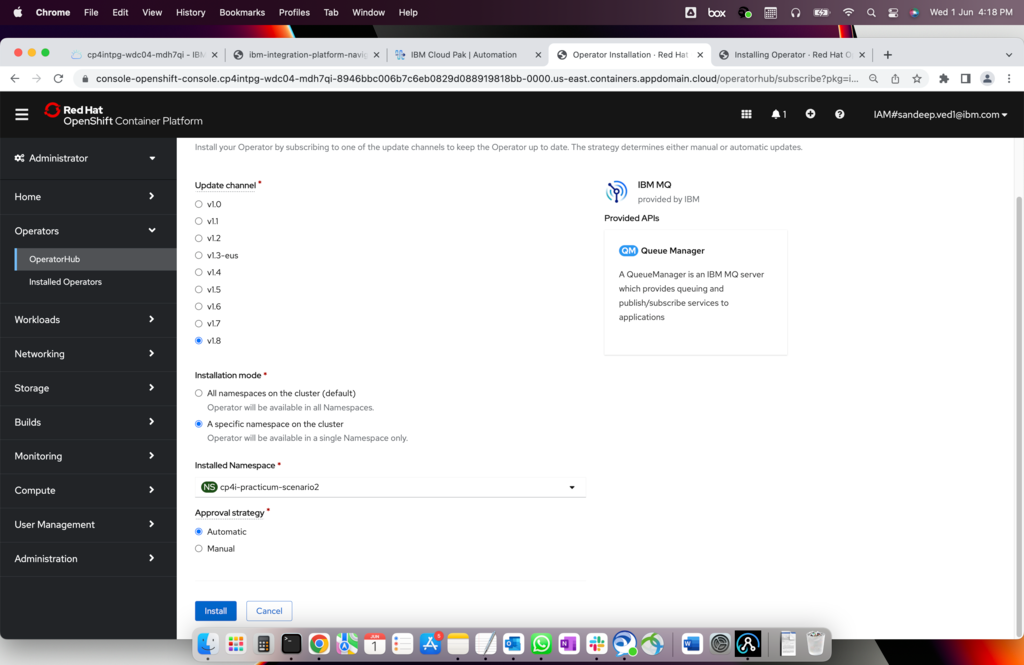 Chrome File Edit View History Bookmarks Profiles Tab Window Help box Wed 1 Jun 4:18 PM
cp4intpg-wdc04-mdh7qi - IBM ibm-integration-platform-navig IBM Cloud Pak | Automation Operator Installation · Red Hat Installing Operator · Red Hat O
console-openshift-console.cp4intpg-wdc04-mdh7qi-8946bbc006b7c6eb0829d088919818bb-0000.us-east.containers.appdomain.cloud/operatorhub/subscribe?pkg=i...
Red Hat
OpenShift Container Platform
1
IAM#sandeep.ved1@ibm.com
Administrator
Home
Operators
OperatorHub
Installed Operators
Workloads
Networking
Storage
Builds
Monitoring
Compute
User Management
Administration
Install your Operator by subscribing to one of the update channels to keep the Operator up to date. The strategy determines either manual or automatic updates.
Update channel *
v1.0
v1.1
v1.2
v1.3-eus
v1.4
v1.5
v1.6
v1.7
v1.8
Installation mode *
All namespaces on the cluster (default)
Operator will be available in all Namespaces.
A specific namespace on the cluster
Operator will be available in a single Namespace only.
Installed Namespace *
NS cp4i-practicum-scenario2
Approval strategy *
Automatic
Manual
Install Cancel
IBM MQ
provided by IBM
Provided APIs
QM Queue Manager
A QueueManager is an IBM MQ server
which provides queuing and
publish/subscribe services to
applications
JUN
1
5